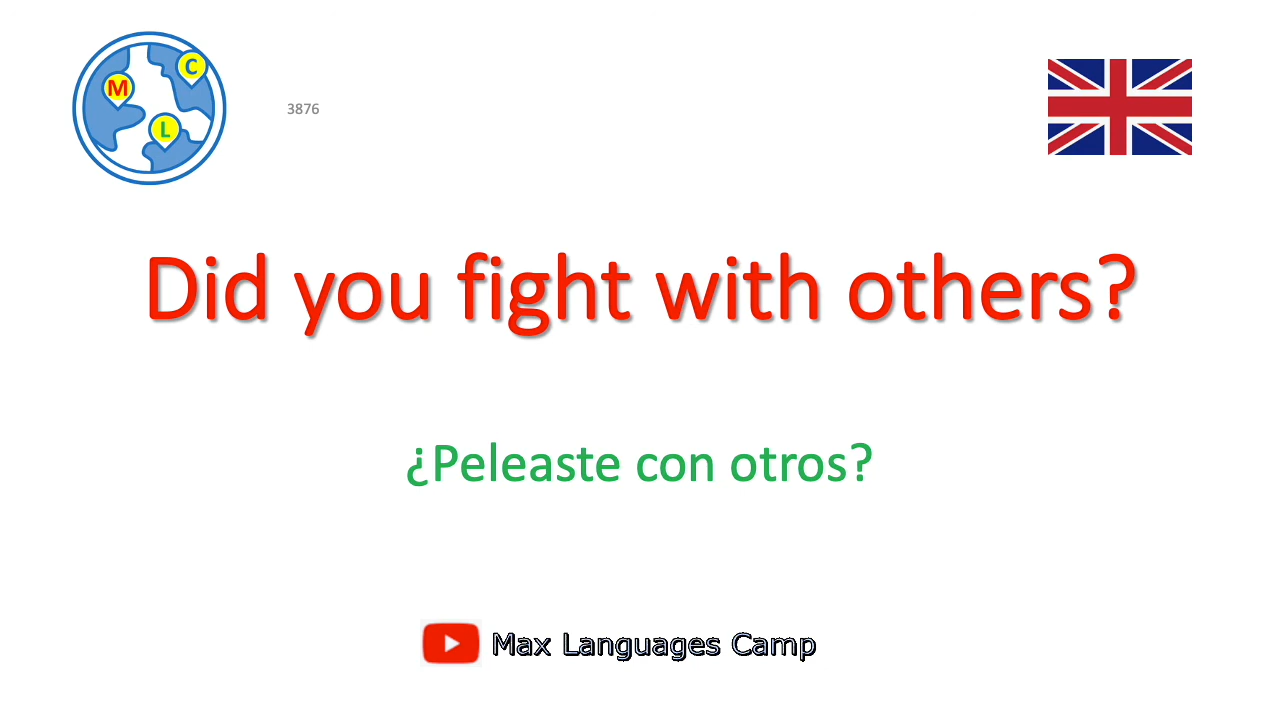 C
M
L
3876
Did you fight with others?
¿Peleaste con otros?
Max Languages Camp